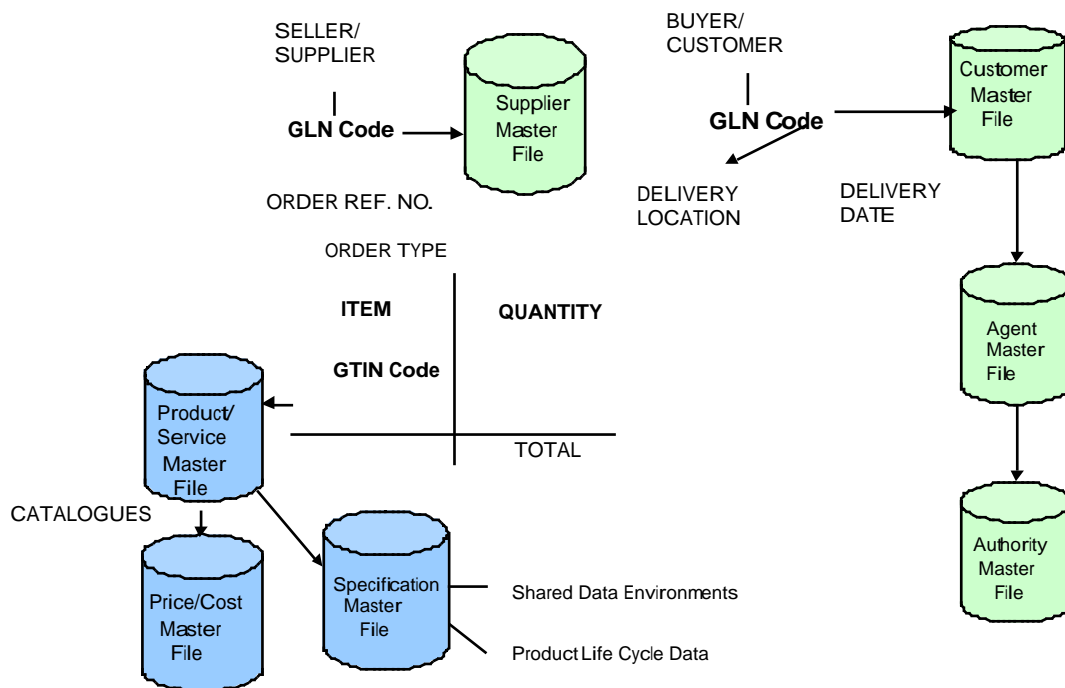 SELLER/
SUPPLIER
GLN Code
Supplier
Master
File
BUYER/
CUSTOMER
GLN Code
Customer
Master
File
ORDER REF. NO.
DELIVERY
LOCATION
DELIVERY
DATE
ORDER TYPE
ITEM
QUANTITY
GTIN Code
TOTAL
Agent
Master
File
Product/
Service
Master
File
CATALOGUES
Price/Cost
Master
File
Specification
Master
File
Shared Data Environments
Product Life Cycle Data
Authority
Master
File